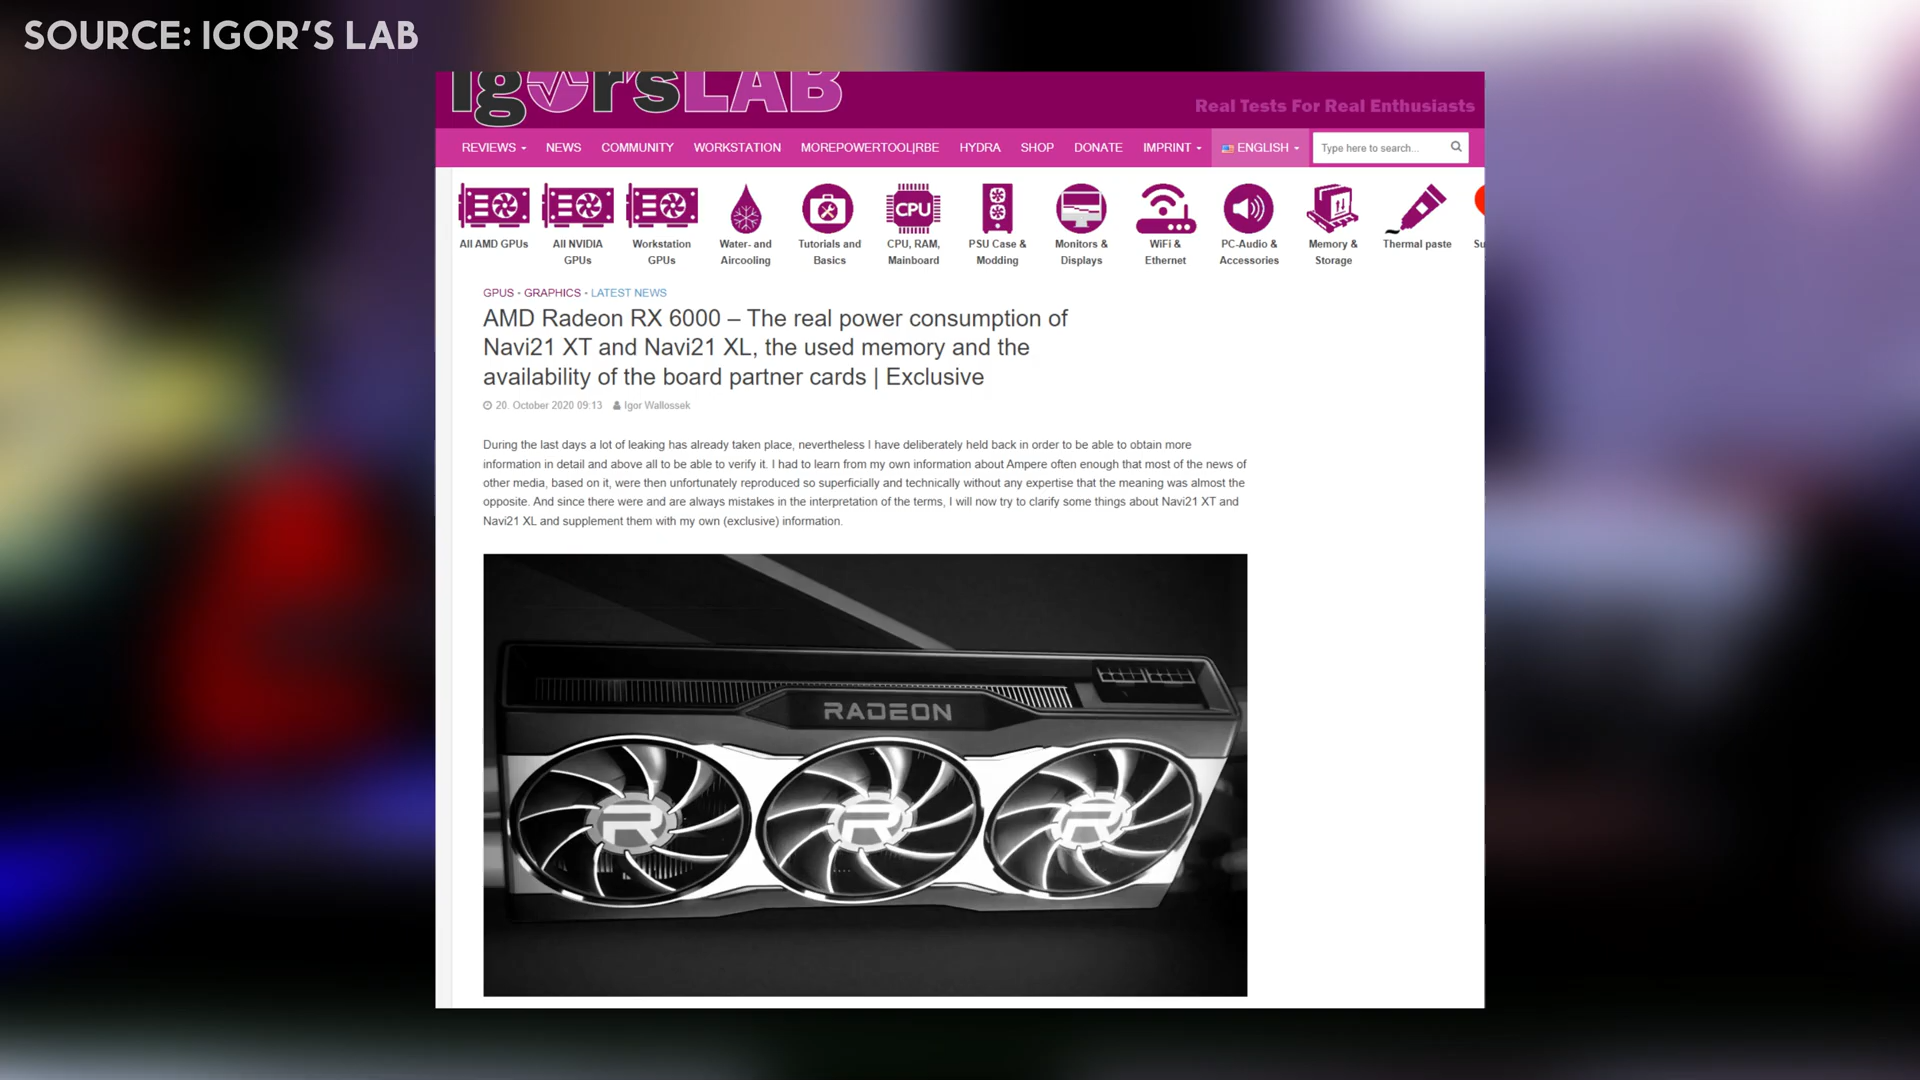 SOURCE: IGOR'S LAB
Igor'sLAB
Real Tests For Real Enthusiasts
REVIEWS NEWS COMMUNITY WORKSTATION MOREPOWERTOOL|RBE HYDRA SHOP DONATE IMPRINT ENGLISH Type here to search...
CPU
All AMD GPUs All NVIDIA GPUs Workstation GPUs Water- and Aircooling Tutorials and Basics CPU, RAM, Mainboard PSU Case & Modding Monitors & Displays WiFi & Ethernet PC-Audio & Accessories Memory & Storage Thermal paste Su
GPUS - GRAPHICS - LATEST NEWS
AMD Radeon RX 6000 – The real power consumption of
Navi21 XT and Navi21 XL, the used memory and the
availability of the board partner cards | Exclusive
20. October 2020 09:13 Igor Wallossek
During the last days a lot of leaking has already taken place, nevertheless I have deliberately held back in order to be able to obtain more
information in detail and above all to be able to verify it. I had to learn from my own information about Ampere often enough that most of the news of
other media, based on it, were then unfortunately reproduced so superficially and technically without any expertise that the meaning was almost the
opposite. And since there were and are always mistakes in the interpretation of the terms, I will now try to clarify some things about Navi21 XT and
Navi21 XL and supplement them with my own (exclusive) information.
RADEON
R R R